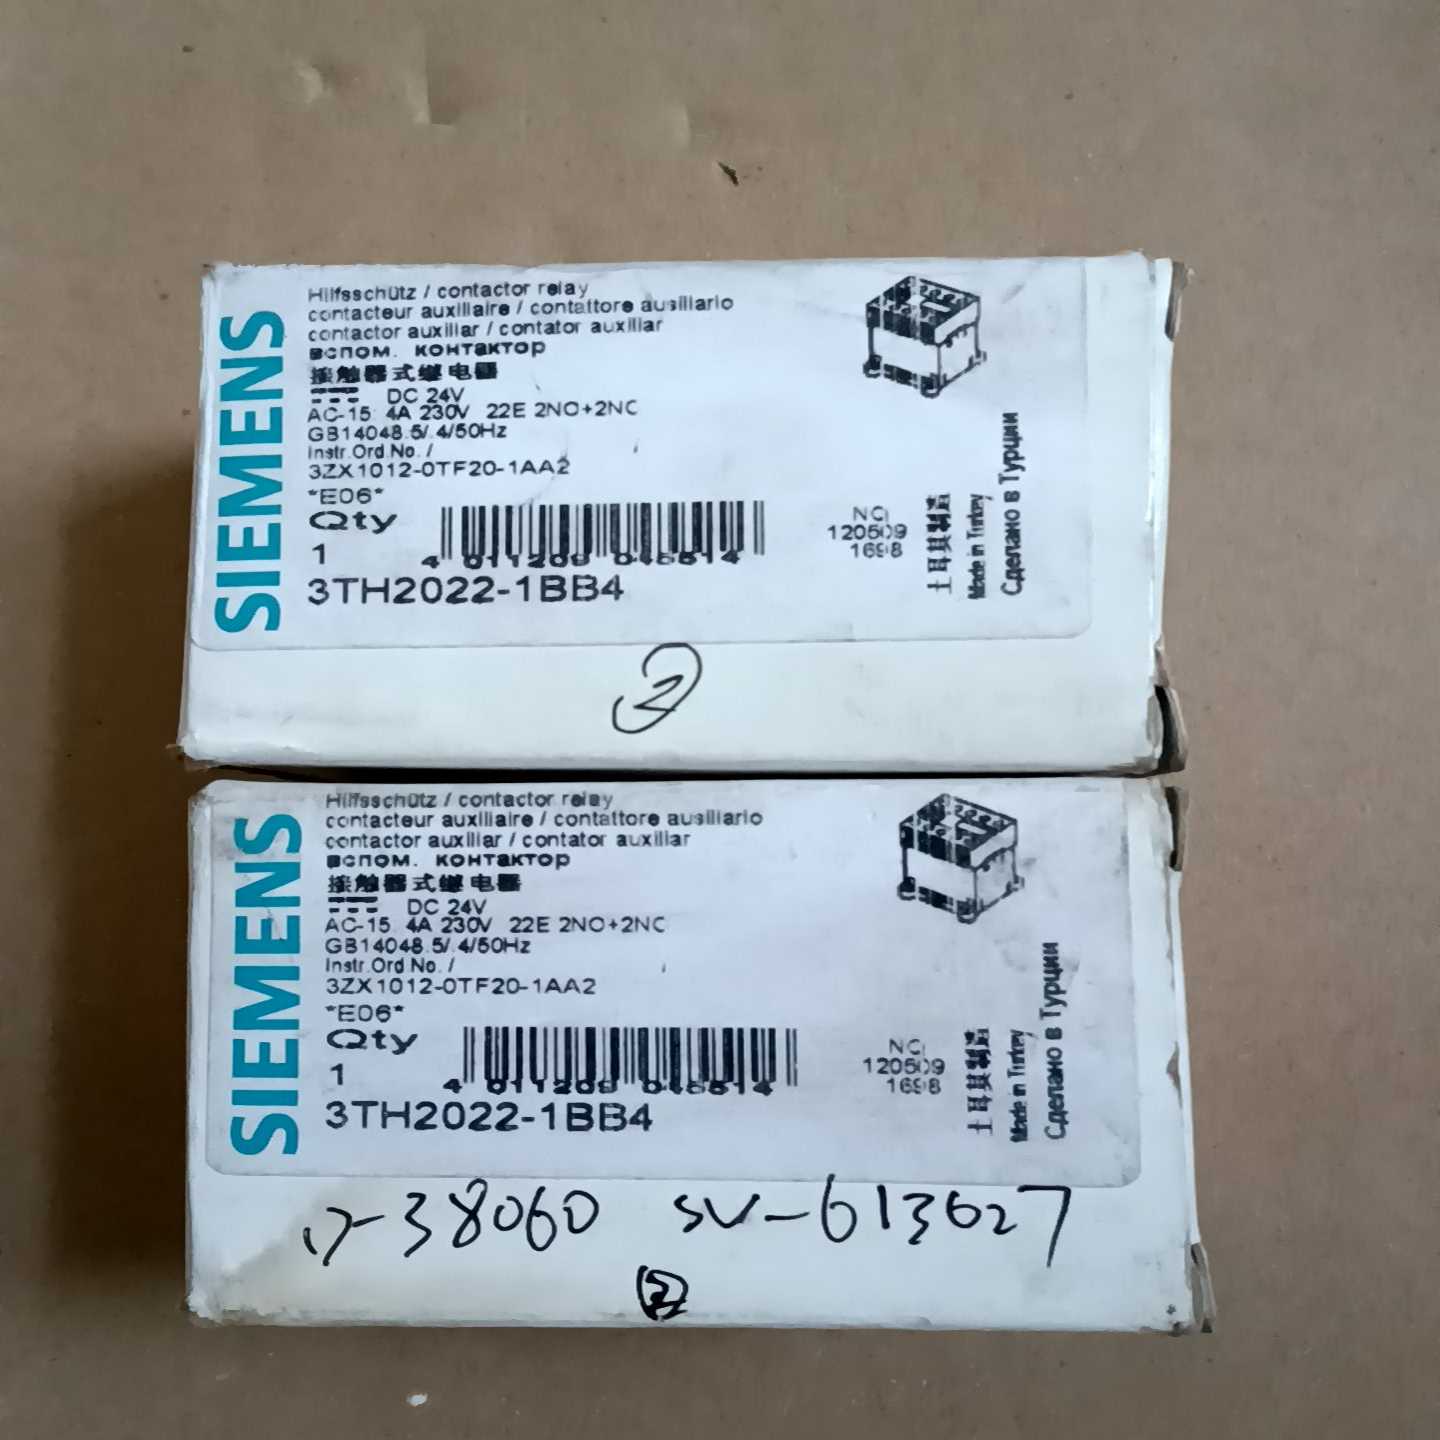 SIEMENS
Hilfsschütz / contactor relay
contacteur auxiliaire / contattore ausiliario
contactor auxiliar / contator auxiliar
вспом. контактор
接触器式继电器
DC 24V
AC-15: 4A 230V 22E 2NO+2NC
GB14048.5/.4/50Hz
Instr.Ord.No. /
3ZX1012-0TF20-1AA2
*E06*
Qty
1
4 011209
3TH2022-1BB4
120509
1698
土耳其制造
Made in Turkey
Сделано в Турции
2
SIEMENS
Hilfsschütz / contactor relay
contacteur auxiliaire / contattore ausiliario
contactor auxiliar / contator auxiliar
вспом. контактор
接触器式继电器
DC 24V
AC-15: 4A 230V 22E 2NO+2NC
GB14048.5/.4/50Hz
Instr.Ord.No. /
3ZX1012-0TF20-1AA2
*E06*
Qty
1
4 011209
3TH2022-1BB4
120509
1698
土耳其制造
Made in Turkey
Сделано в Турции
-38060 SV-613627
2